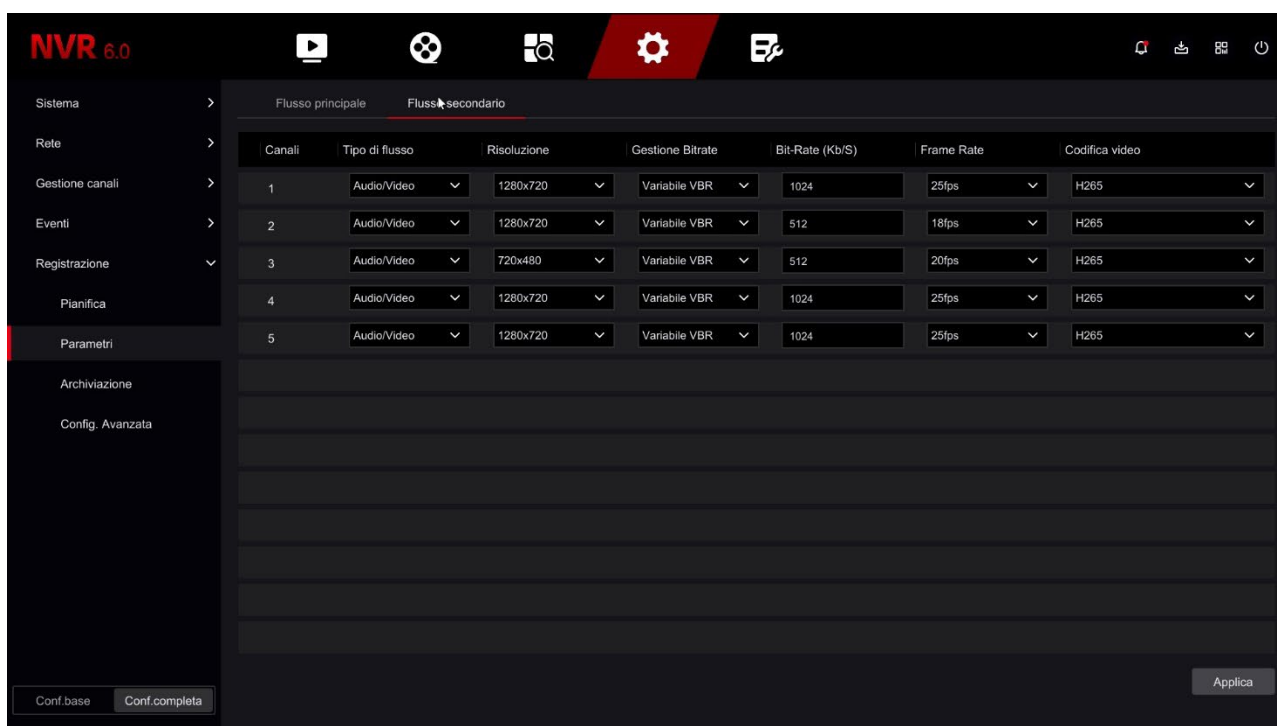 NVR 6.0
Sistema
Rete
Gestione canali
Eventi
Registrazione
Pianifica
Parametri
Archiviazione
Config. Avanzata
Conf.base Conf.completa
Flusso principale Flusso secondario
Canali Tipo di flusso Risoluzione Gestione Bitrate Bit-Rate (Kb/S) Frame Rate Codifica video
1 Audio/Video 1280x720 Variabile VBR 1024 25fps H265
2 Audio/Video 1280x720 Variabile VBR 512 18fps H265
3 Audio/Video 720x480 Variabile VBR 512 20fps H265
4 Audio/Video 1280x720 Variabile VBR 1024 25fps H265
5 Audio/Video 1280x720 Variabile VBR 1024 25fps H265
Applica